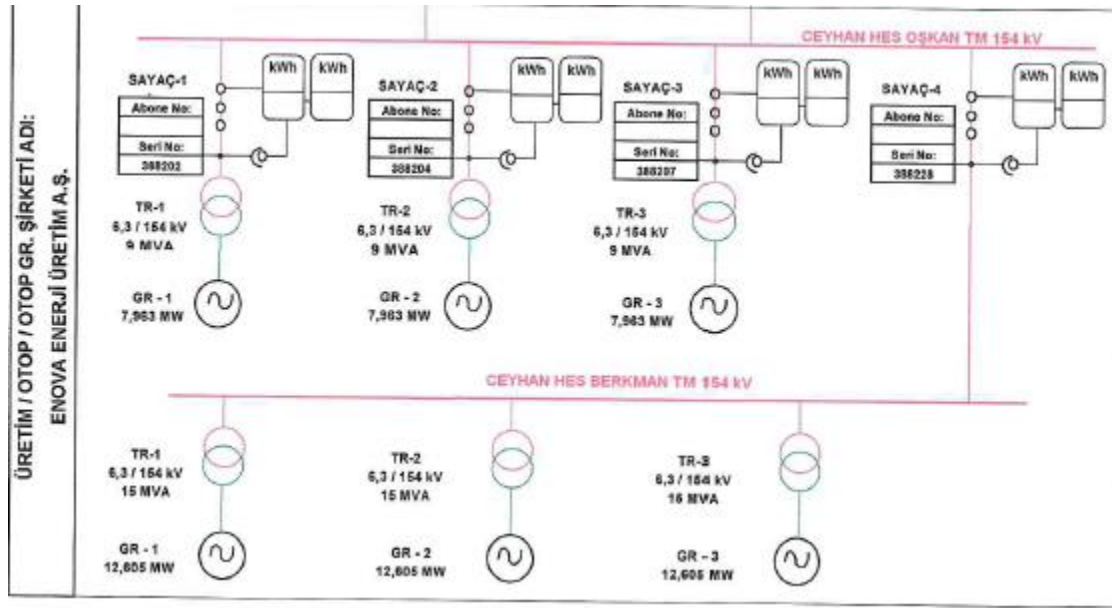 ÜRETİM / OTOP / OTOP GR. ŞİRKETİ ADI:
ENOVA ENERJİ ÜRETİM A.Ş.
CEYHAN HES OŞKAN TM 154 kV
SAYAÇ-1
Abone No:
Seri No:
388202
kWh
kWh
TR-1
6,3 / 154 kV
9 MVA
GR - 1
7,963 MW
SAYAÇ-2
Abone No:
Seri No:
388204
kWh
kWh
TR-2
6,3 / 154 kV
9 MVA
GR - 2
7,963 MW
SAYAÇ-3
Abone No:
Seri No:
kWh
kWh
TR-3
6,3 / 154 kV
9 MVA
GR - 3
7,963 MW
SAYAÇ-4
Abone No:
Seri No:
388228
kWh
kWh
CEYHAN HES BERKMAN TM 154 kV
TR-1
6,3 / 154 kV
15 MVA
GR - 1
12,605 MW
TR-2
6,3 / 154 kV
15 MVA
GR - 2
12,605 MW
TR-3
6,3 / 154 kV
GR - 3
12,605 MW